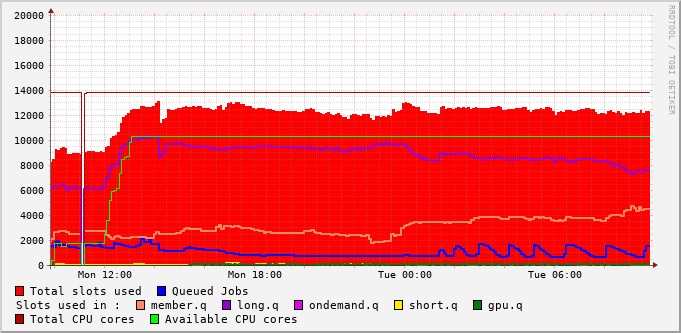 20000
18000
16000
14000
12000
10000
8000
6000
4000
2000
0
Mon 12:00 Mon 18:00 Tue 00:00 Tue 06:00
RRDTOOL / TOBI OETIKER
Total slots used Queued Jobs
Slots used in : member.q long.q ondemand.q short.q gpu.q
Total CPU cores Available CPU cores